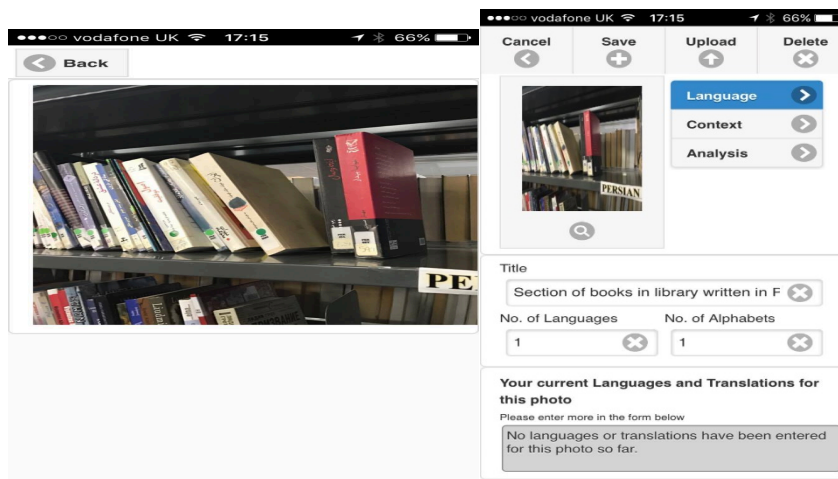 vodafone UK 17:15 66%
Back
PE
vodafone UK 17:15 66%
Cancel Save Upload Delete
Language
Context
Analysis
PERSIAN
Title
Section of books in library written in F
No. of Languages No. of Alphabets
1 1
Your current Languages and Translations for
this photo
Please enter more in the form below
No languages or translations have been entered
for this photo so far.